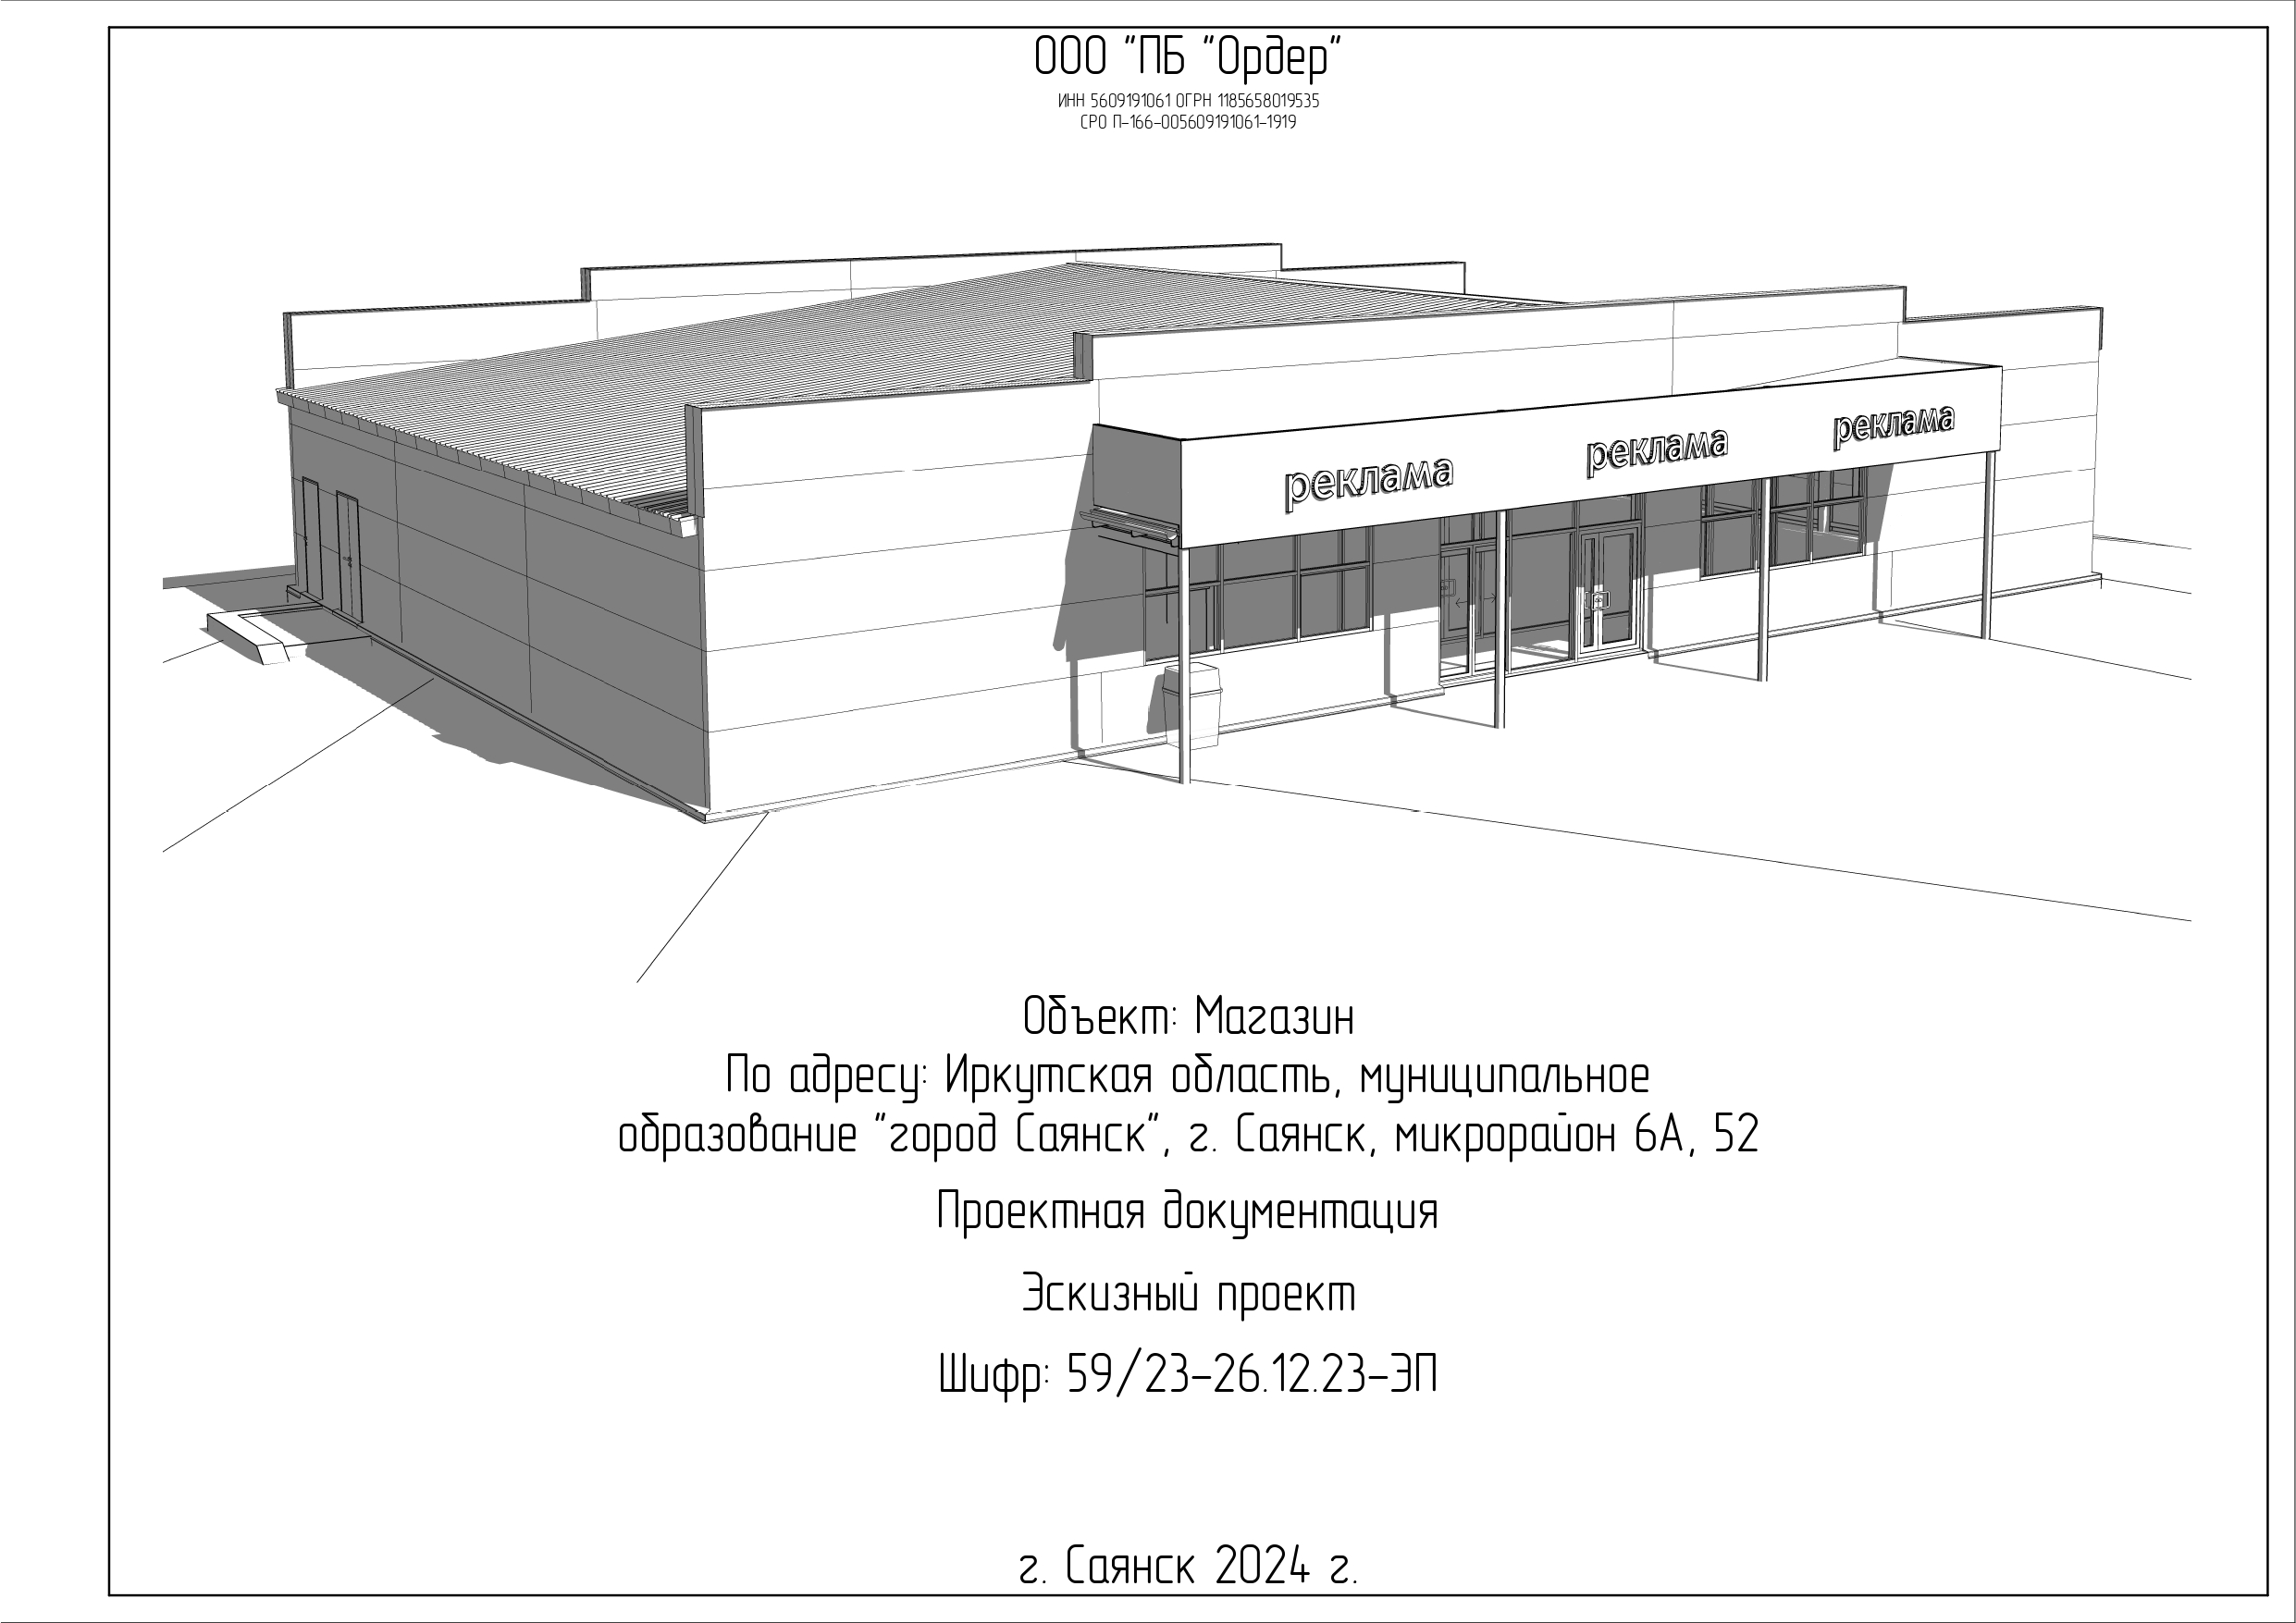 ООО "ПБ "Ордер"
ИНН 5609191061 ОГРН 1185658019535
СРО П-166-005609191061-1919
реклама реклама реклама
Объект: Магазин
По адресу: Иркутская область, муниципальное
образование "город Саянск", г. Саянск, микрорайон 6А, 52
Проектная документация
Эскизный проект
Шифр: 59/23-26.12.23-ЭП
г. Саянск 2024 г.